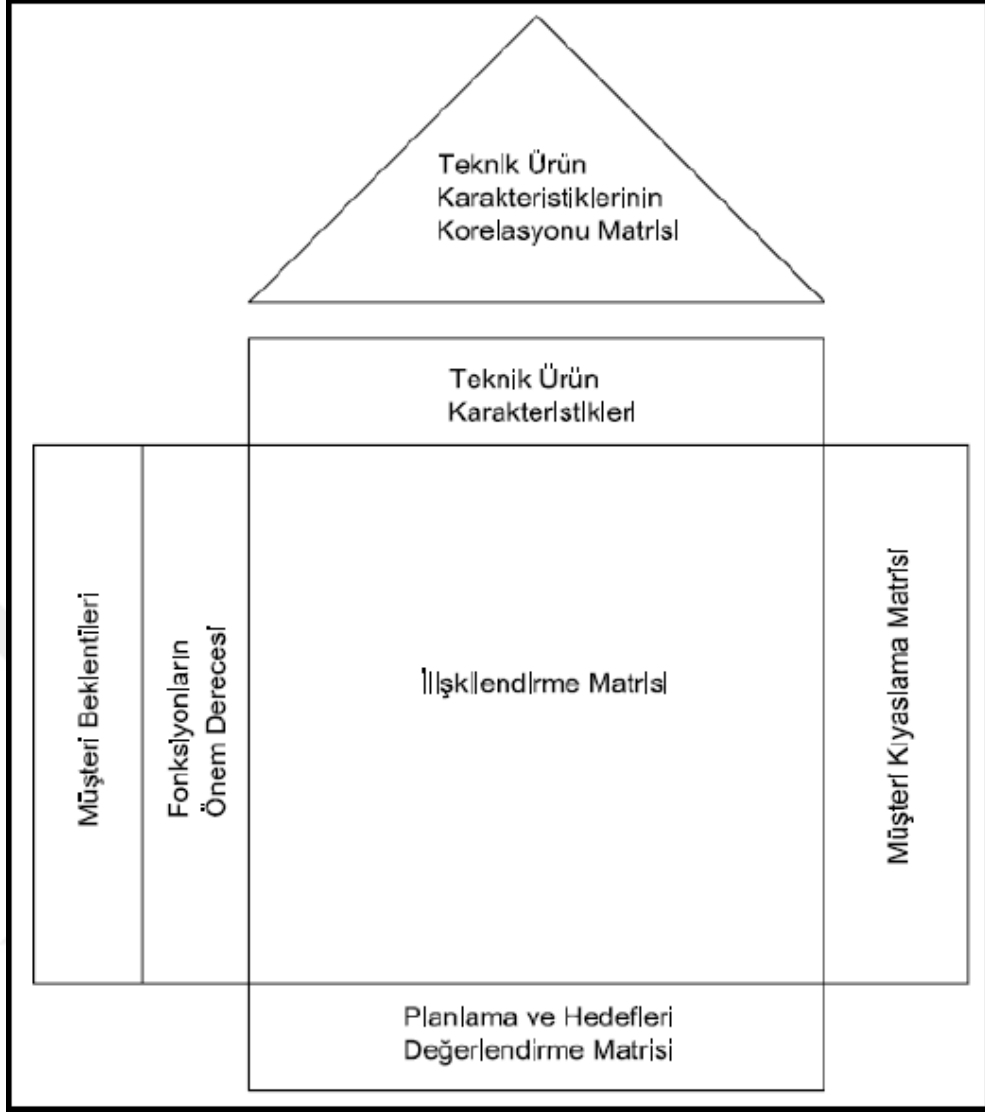 Teknik Ürün
Karakteristiklerinin
Korelasyonu Matrisi
Teknik Ürün
Karakteristikleri
Müşteri Beklentileri
Fonksiyonların
Önem Derecesi
İlişkilendirme Matrisi
Müşteri Kıyaslama Matrisi
Planlama ve Hedefleri
Değerlendirme Matrisi